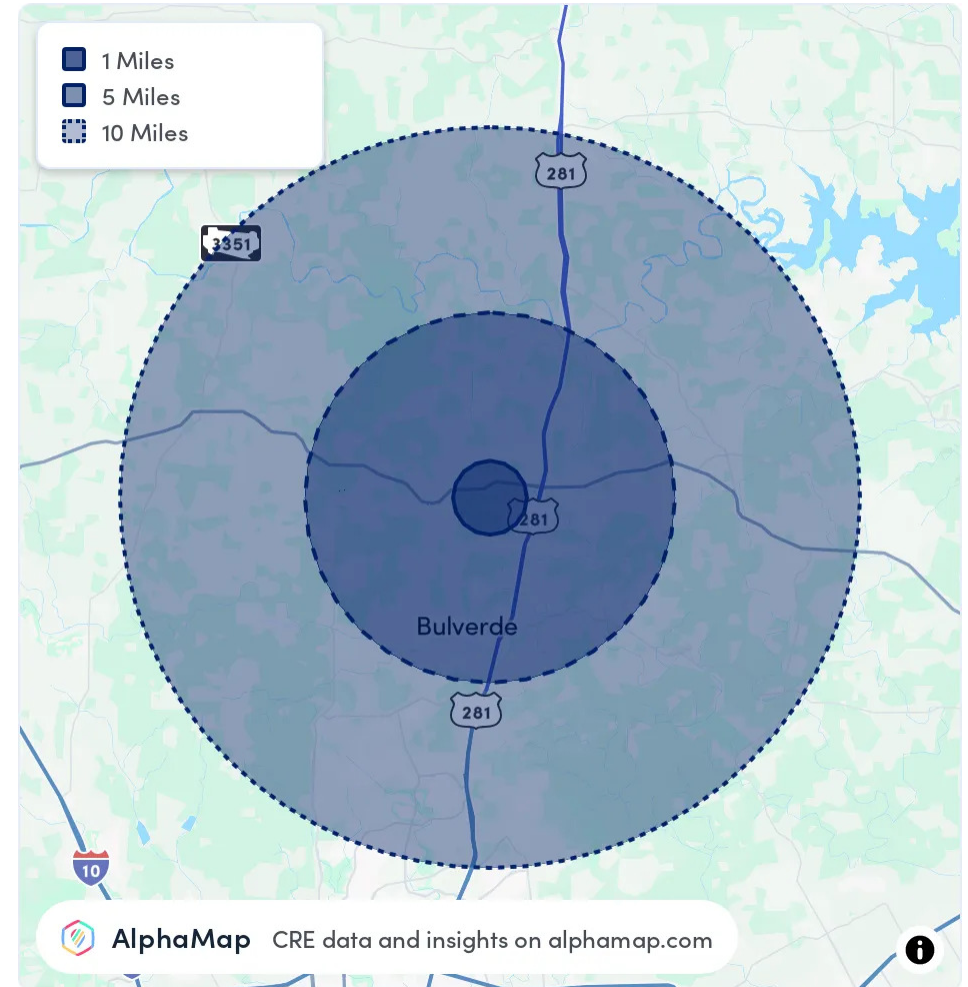 1 Miles
5 Miles
10 Miles
281
3351
281
Bulverde
281
10
AlphaMap CRE data and insights on alphamap.com